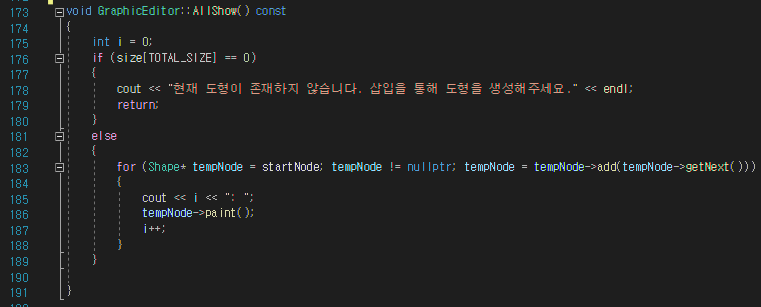 173 void GraphicEditor::AllShow() const
174 {
175 int i = 0;
176 if (size[TOTAL_SIZE] == 0)
177 {
178 cout << "현재 도형이 존재하지 않습니다. 삽입을 통해 도형을 생성해주세요." << endl;
179 return;
180 }
181 else
182 {
183 for (Shape* tempNode = startNode; tempNode != nullptr; tempNode = tempNode->add(tempNode->getNext()))
184 {
185 cout << i << ": ";
186 tempNode->paint();
187 i++;
188 }
189 }
190
191 }